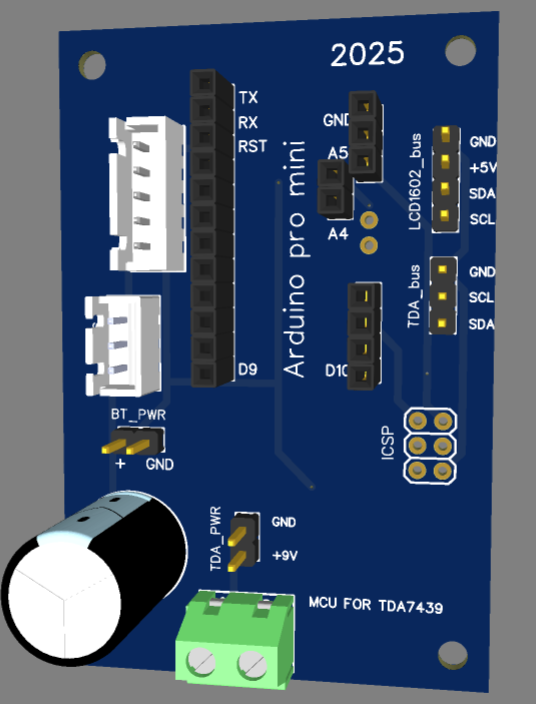 2025
TX
RX
RST
GND
A5
A4
Arduino pro mini
LCD1602_bus
GND
+5V
SDA
SCL
TDA_bus
GND
SCL
SDA
D9
D10
BT_PWR
+ GND
ICSP
TDA_PWR
GND
+9V
MCU FOR TDA7439